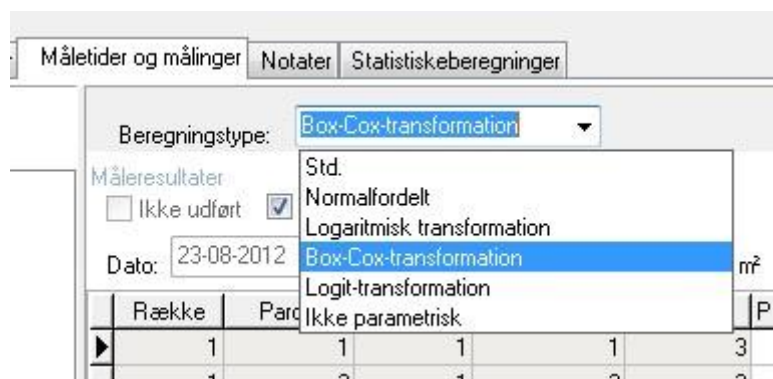 Måletider og målinger Notater Statistiskeberegninger
Beregningstype: Box-Cox-transformation
Std.
Måleresultater
Normalfordelt
Ikke udført
Logaritmisk transformation
Dato: 23-08-2012 Box-Cox-transformation m²
Logit-transformation
Række Parc P
Ikke parametrisk
1 1 1 1 3